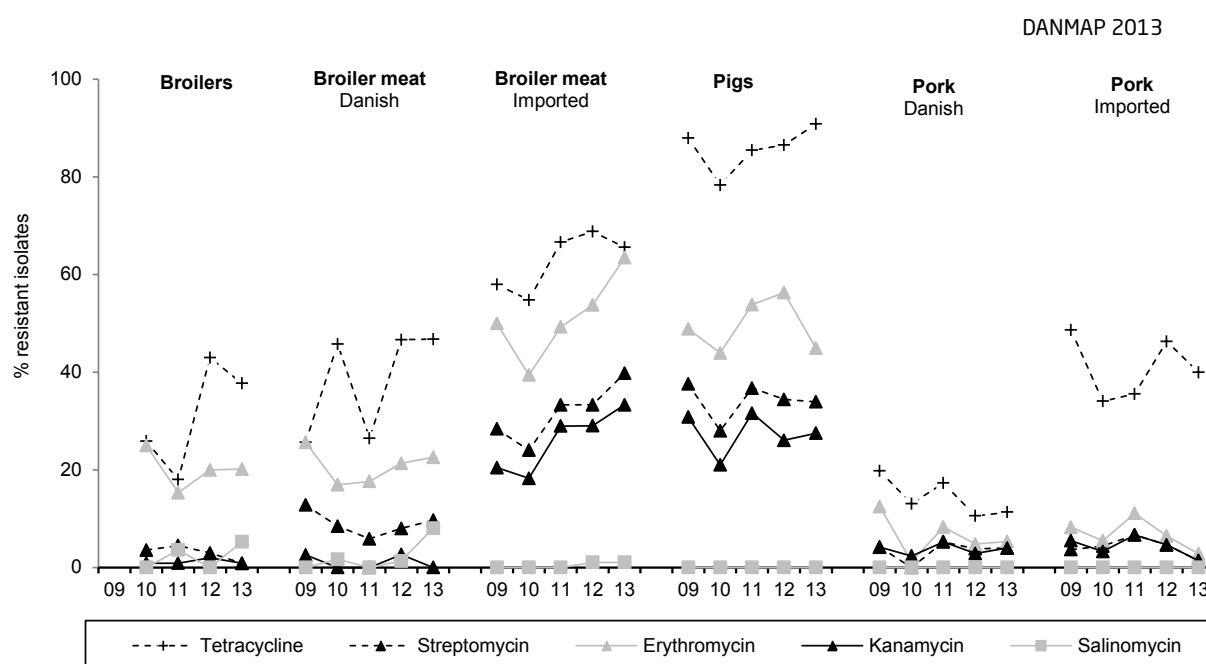 DANMAP 2013
100
80
60
40
20
0
% resistant isolates
Broilers
Broiler meat
Danish
Broiler meat
Imported
Pigs
Pork
Danish
Pork
Imported
09 10 11 12 13 09 10 11 12 13 09 10 11 12 13 09 10 11 12 13 09 10 11 12 13 09 10 11 12 13
Tetracycline Streptomycin Erythromycin Kanamycin Salinomycin